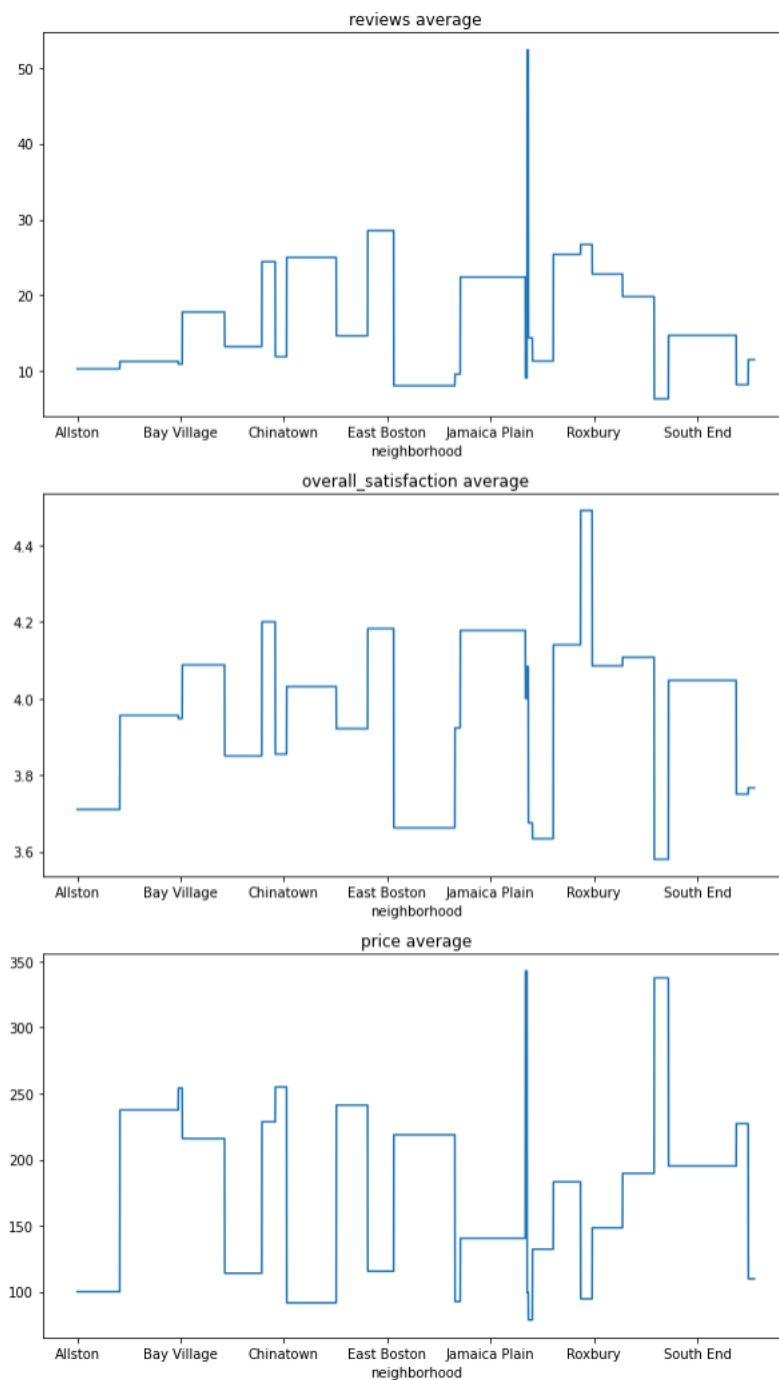 reviews average
50
40
30
20
10
Allston Bay Village Chinatown East Boston Jamaica Plain Roxbury South End
neighborhood
overall_satisfaction average
4.4
4.2
4.0
3.8
3.6
Allston Bay Village Chinatown East Boston Jamaica Plain Roxbury South End
neighborhood
price average
350
300
250
200
150
100
Allston Bay Village Chinatown East Boston Jamaica Plain Roxbury South End
neighborhood